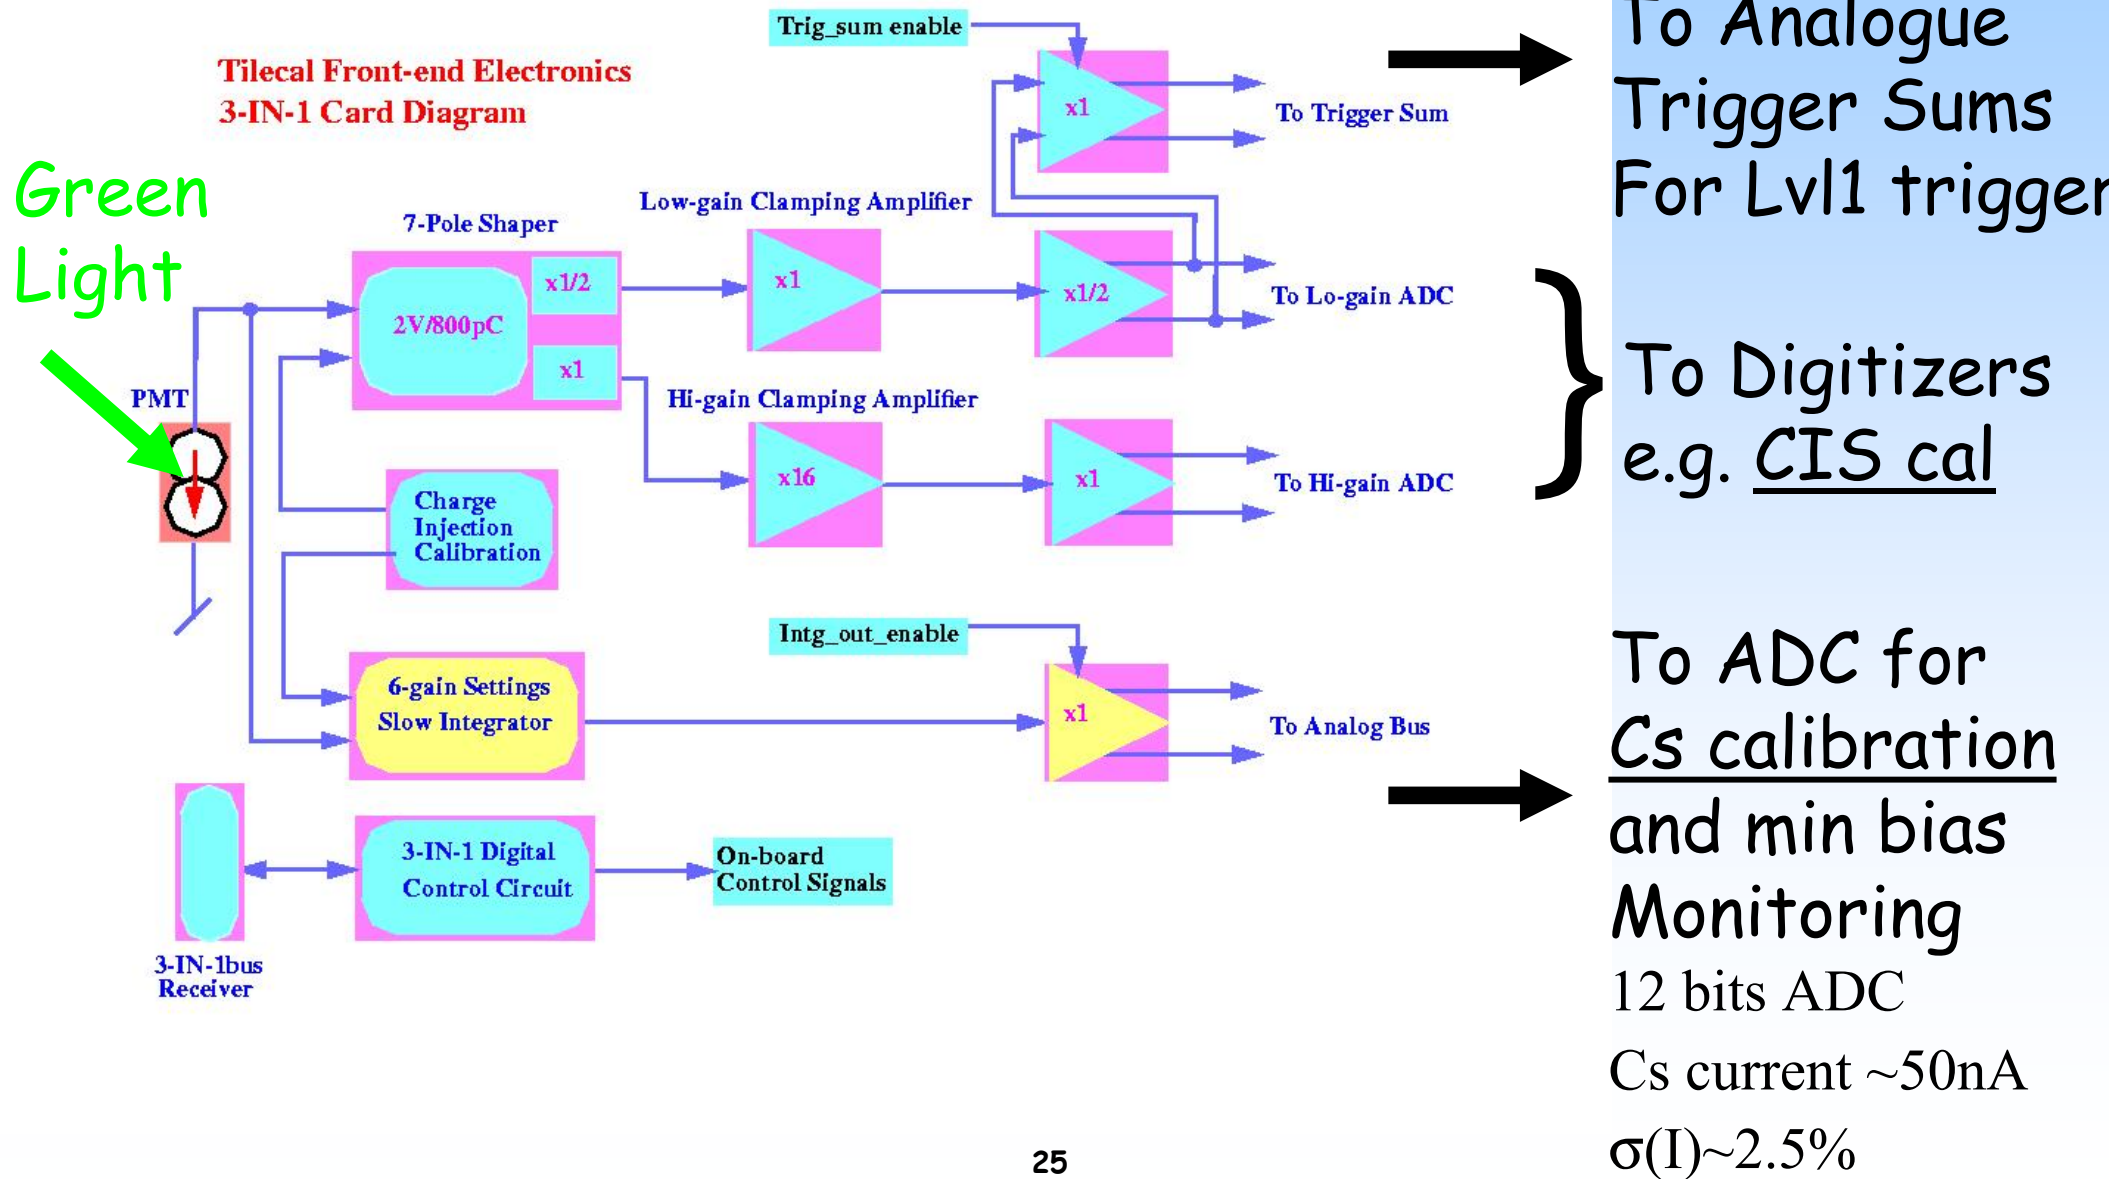 Trig_sum enable
Tilecal Front-end Electronics
3-IN-1 Card Diagram
Green
Light
PMT
7-Pole Shaper
2V/800pC
x1/2
x1
Low-gain Clamping Amplifier
x1
x1/2
x1
To Trigger Sum
To Lo-gain ADC
Hi-gain Clamping Amplifier
x16
x1
To Hi-gain ADC
Charge
Injection
Calibration
Intg_out_enable
6-gain Settings
Slow Integrator
x1
To Analog Bus
3-IN-1 Digital
Control Circuit
On-board
Control Signals
3-IN-1bus
Receiver
To Analogue
Trigger Sums
For Lvl1 trigger
}
To Digitizers
e.g. CIS cal
To ADC for
Cs calibration
and min bias
Monitoring
12 bits ADC
Cs current ~50nA
σ(I)~2.5%
25